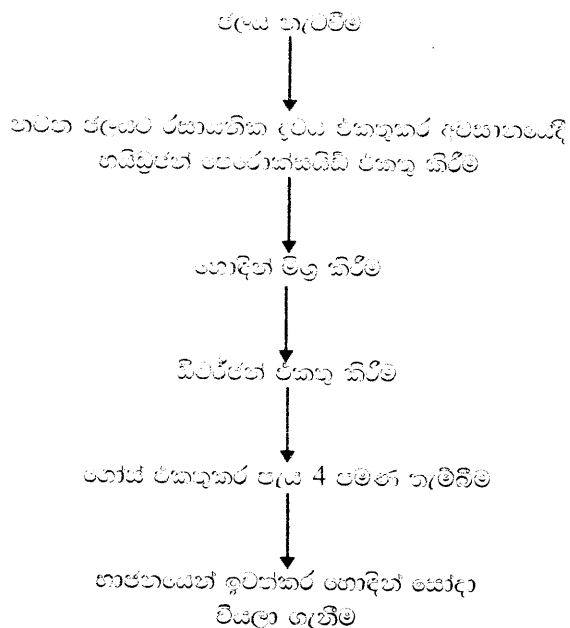 ජලය නැටවීම
නටන ජලයට රසායනික ද්‍රව්‍ය එකතුකර අවසානයේදී
හයිඩ්‍රජන් පෙරොක්සයිඩ් එකතු කිරීම
හොඳින් මිශ්‍ර කිරීම
ඩිටර්ජන් එකතු කිරීම
ගෝස් එකතුකර පැය 4 පමණ තැම්බීම
භාජනයෙන් ඉවත්කර හොඳින් සෝදා
වියලා ගැනීම